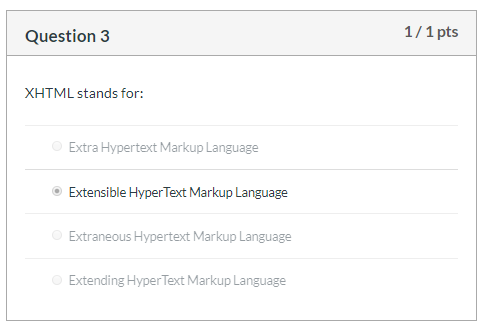 Question 3
1 / 1 pts
XHTML stands for:
Extra Hypertext Markup Language
Extensible HyperText Markup Language
Extraneous Hypertext Markup Language
Extending HyperText Markup Language